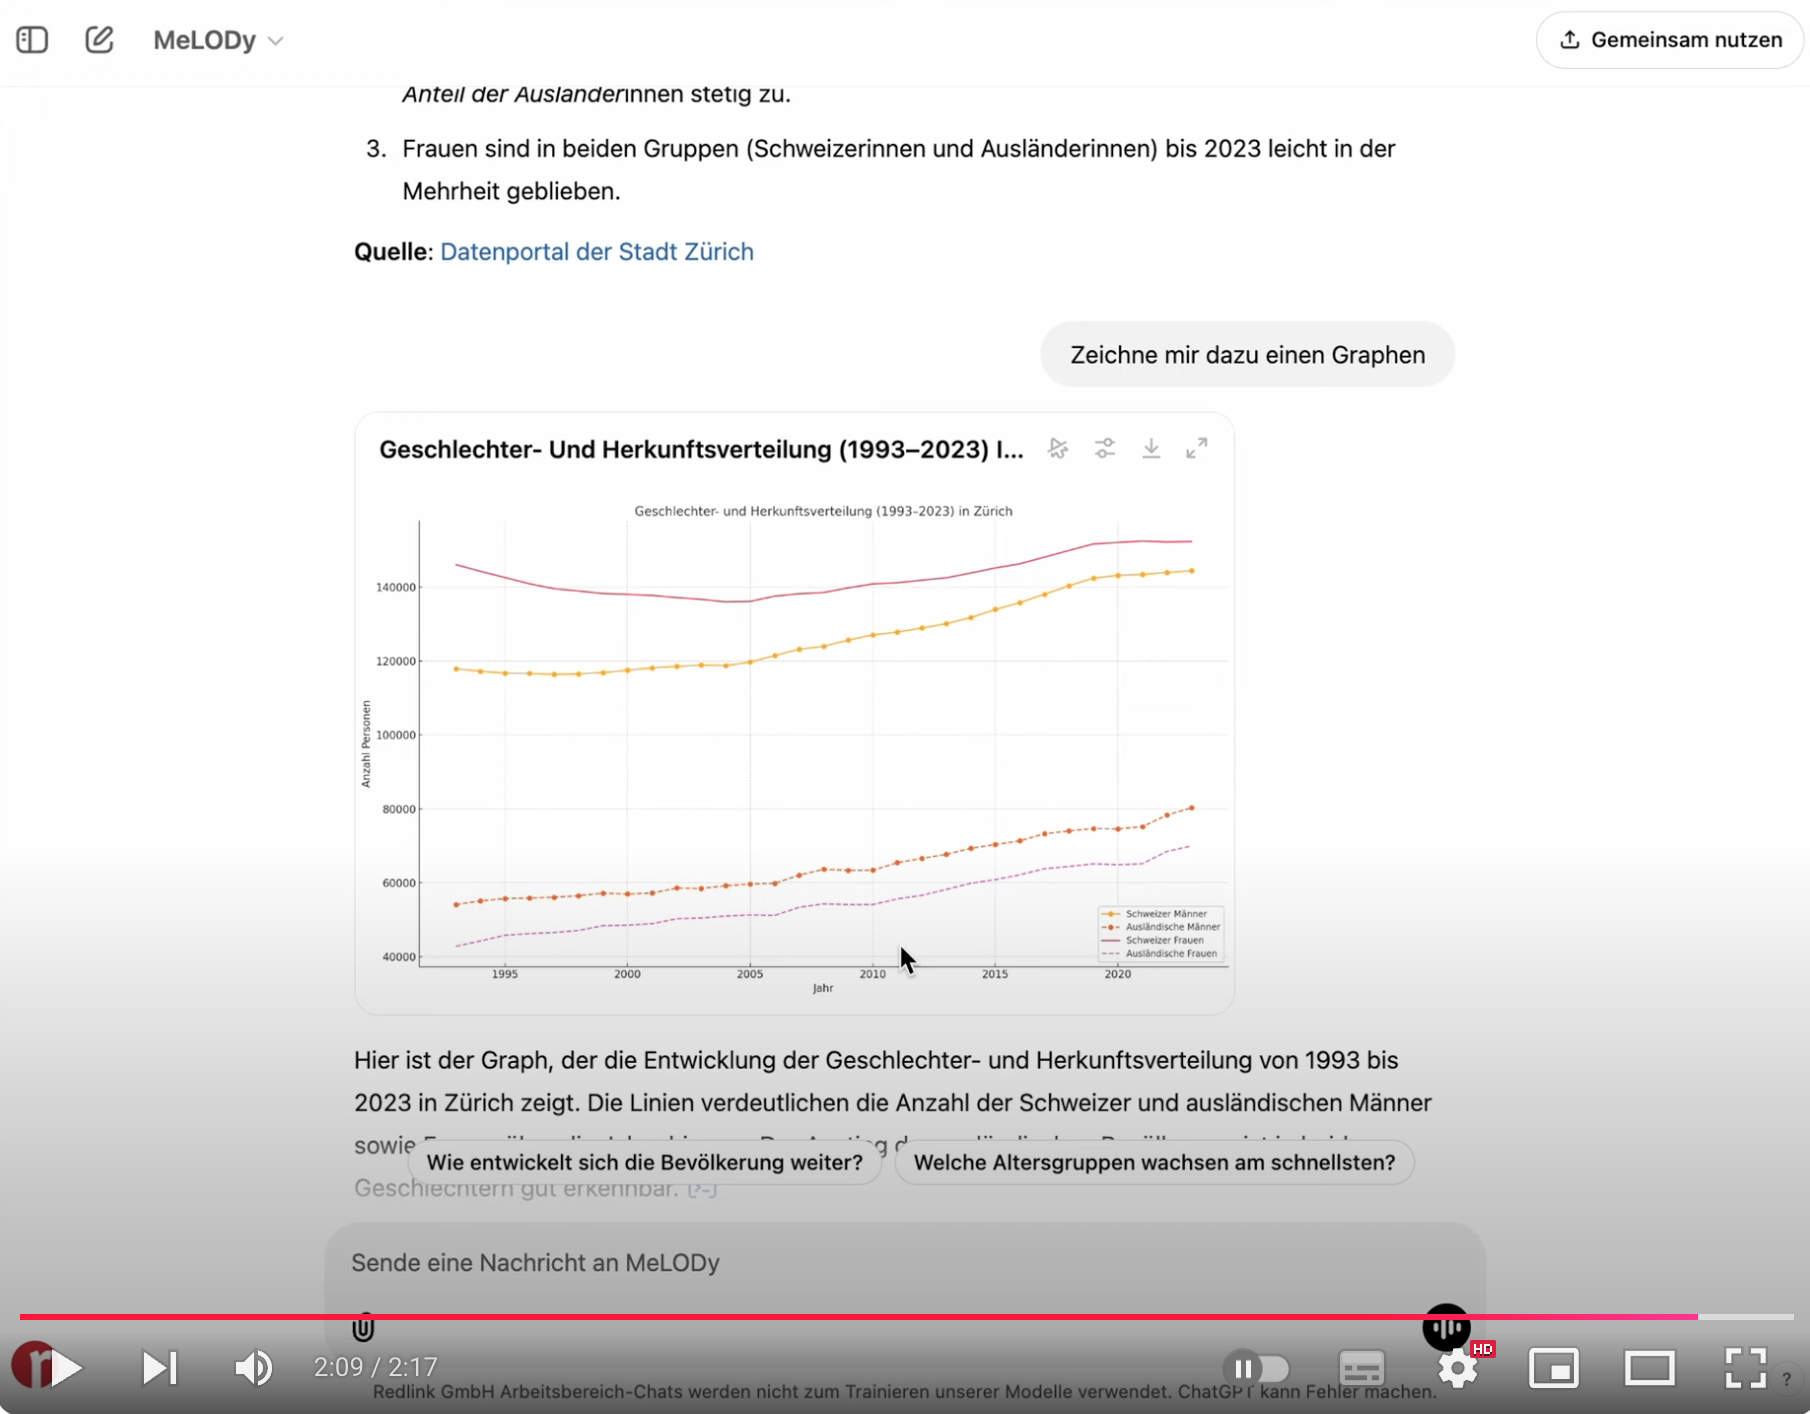 MeLODy
Gemeinsam nutzen
Anteil der Ausländerinnen stetig zu.
3. Frauen sind in beiden Gruppen (Schweizerinnen und Ausländerinnen) bis 2023 leicht in der
Mehrheit geblieben.
Quelle: Datenportal der Stadt Zürich
Zeichne mir dazu einen Graphen
Geschlechter- Und Herkunftsverteilung (1993–2023) I...
Geschlechter- und Herkunftsverteilung (1993–2023) in Zürich
Anzahl Personen
140000
120000
100000
80000
60000
40000
Schweizer Männer
Ausländische Männer
Schweizer Frauen
Ausländische Frauen
1995 2000 2005 2010 2015 2020
Jahr
Hier ist der Graph, der die Entwicklung der Geschlechter- und Herkunftsverteilung von 1993 bis
2023 in Zürich zeigt. Die Linien verdeutlichen die Anzahl der Schweizer und ausländischen Männer
sowie
Wie entwickelt sich die Bevölkerung weiter? Welche Altersgruppen wachsen am schnellsten?
Geschlechtern gut erkennbar. [>-]
Sende eine Nachricht an MeLODy
HD
2:09 / 2:17
Redlink GmbH Arbeitsbereich-Chats werden nicht zum Trainieren unserer Modelle verwendet. ChatGPT kann Fehler machen.
?